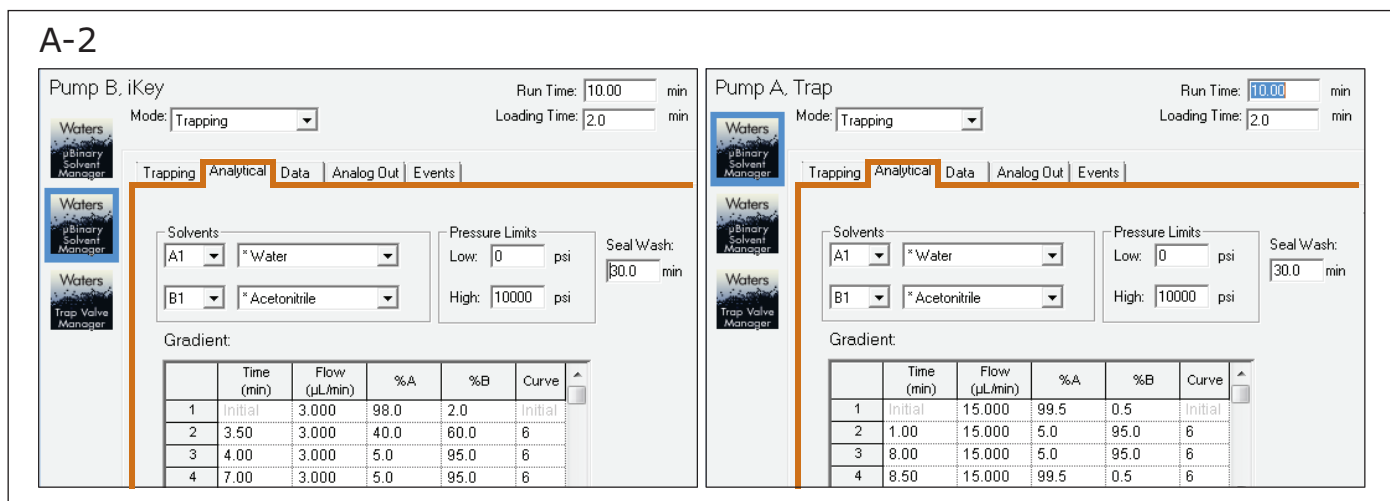 A-2
Pump B, iKey
Run Time: 10.00 min
Mode: Trapping
Loading Time: 2.0 min
Waters
µBinary
Solvent
Manager
Waters
µBinary
Solvent
Manager
Waters
Trap Valve
Manager
Trapping Analytical Data Analog Out Events
Solvents
A1 * Water
B1 * Acetonitrile
Pressure Limits
Low: 0 psi
High: 10000 psi
Seal Wash:
30.0 min
Gradient:
Time (min) Flow (µL/min) %A %B Curve
1 Initial 3.000 98.0 2.0 Initial
2 3.50 3.000 40.0 60.0 6
3 4.00 3.000 5.0 95.0 6
4 7.00 3.000 5.0 95.0 6
Pump A, Trap
Run Time: 10.00 min
Mode: Trapping
Loading Time: 2.0 min
Waters
µBinary
Solvent
Manager
Waters
µBinary
Solvent
Manager
Waters
Trap Valve
Manager
Trapping Analytical Data Analog Out Events
Solvents
A1 * Water
B1 * Acetonitrile
Pressure Limits
Low: 0 psi
High: 10000 psi
Seal Wash:
30.0 min
Gradient:
Time (min) Flow (µL/min) %A %B Curve
1 Initial 15.000 99.5 0.5 Initial
2 1.00 15.000 5.0 95.0 6
3 8.00 15.000 5.0 95.0 6
4 8.50 15.000 99.5 0.5 6